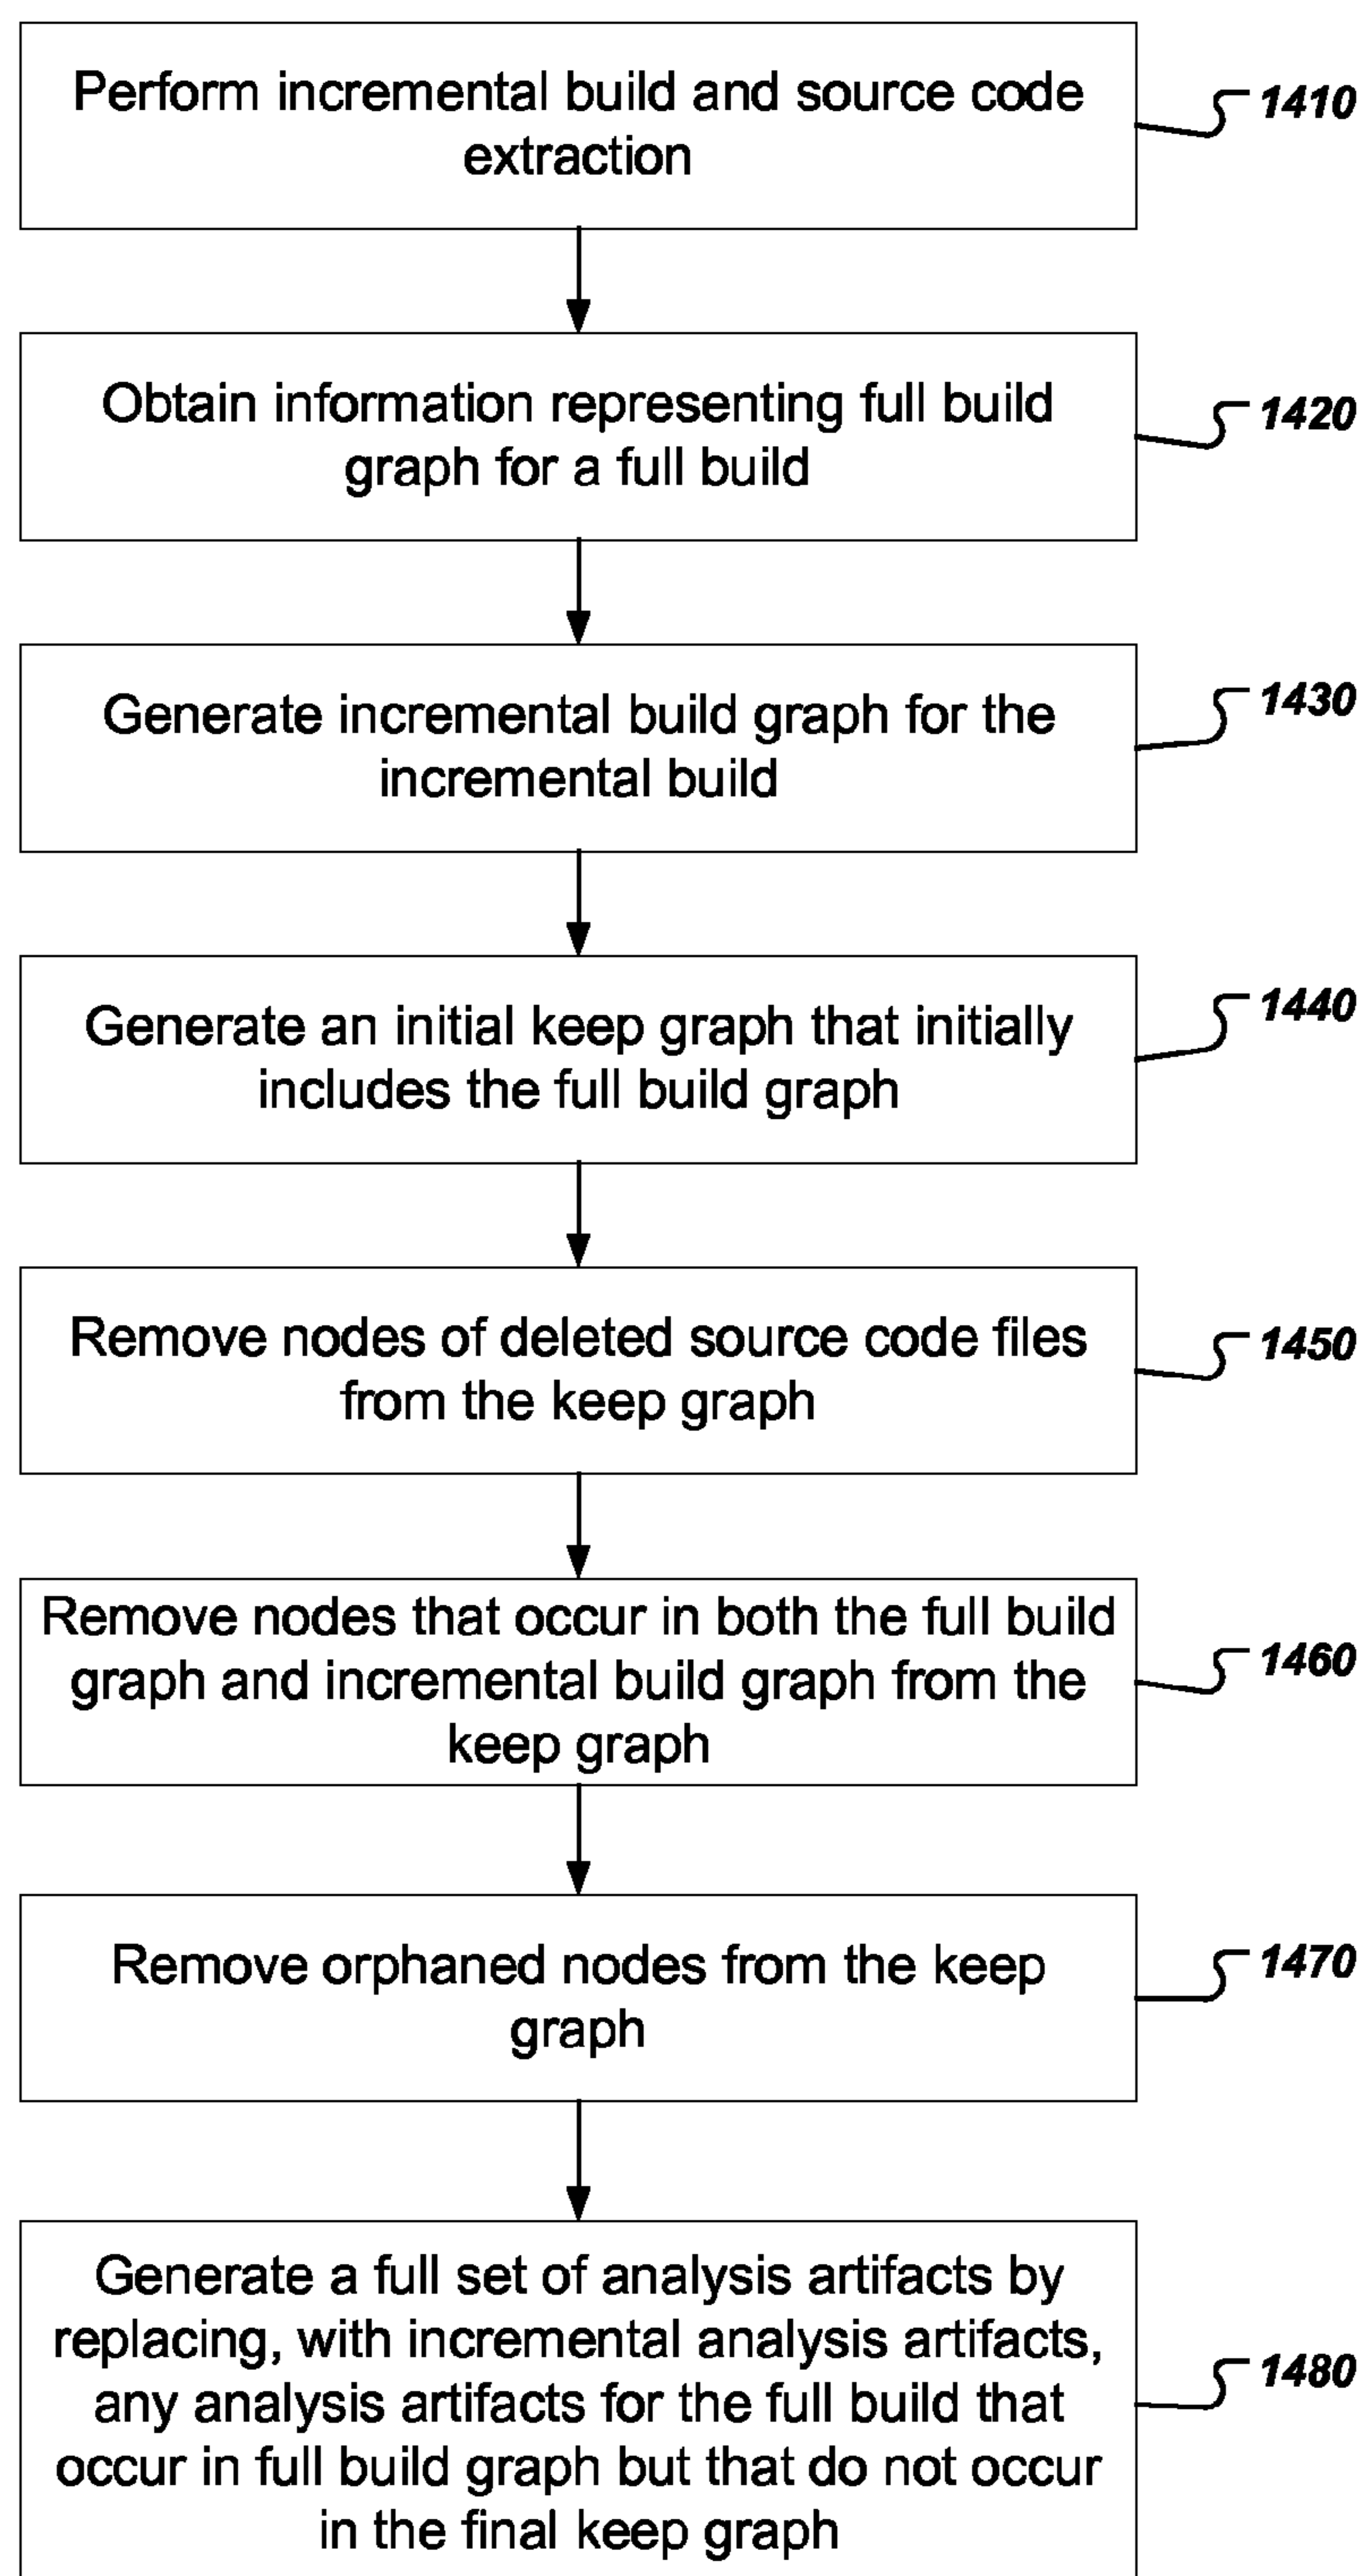 Perform incremental build and source code
extraction
1410
Obtain information representing full build
graph for a full build
1420
Generate incremental build graph for the
incremental build
1430
Generate an initial keep graph that initially
includes the full build graph
1440
Remove nodes of deleted source code files
from the keep graph
1450
Remove nodes that occur in both the full build
graph and incremental build graph from the
keep graph
1460
Remove orphaned nodes from the keep
graph
1470
Generate a full set of analysis artifacts by
replacing, with incremental analysis artifacts,
any analysis artifacts for the full build that
occur in full build graph but that do not occur
in the final keep graph
1480